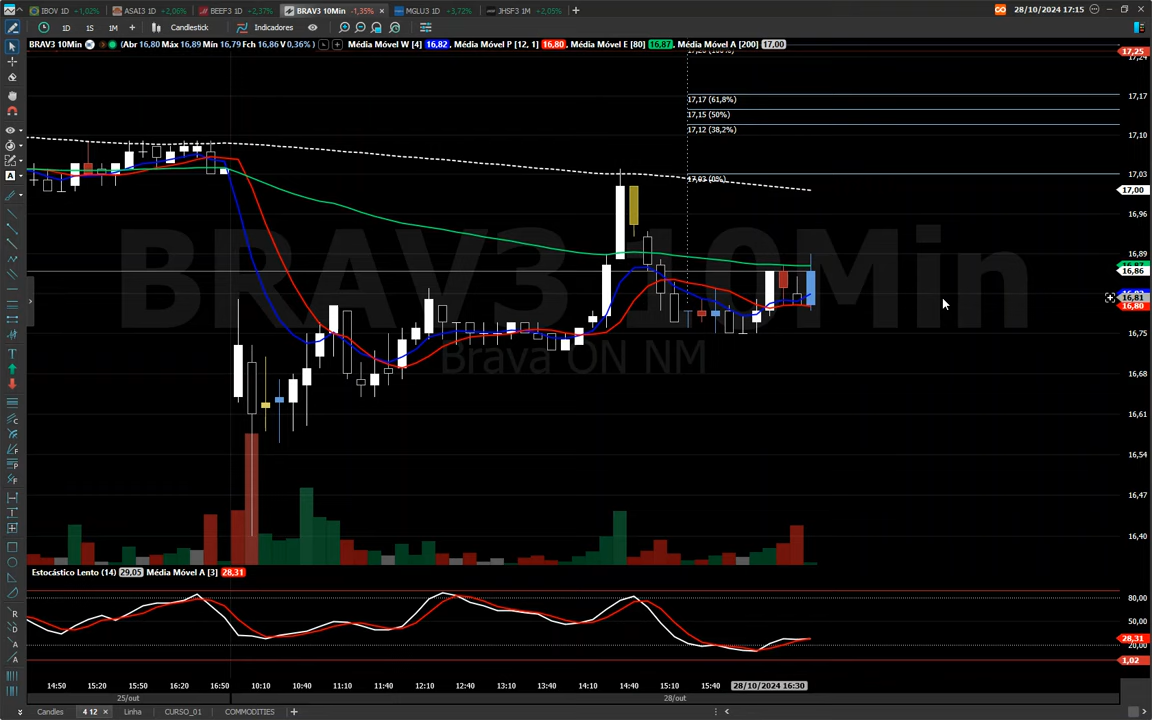 IBOV 1D +1,02%
ASAI3 1D +2,06%
BEEF3 1D +2,37%
BRAV3 10Min -1,35% ×
MGLU3 1D +3,72%
JHSF3 1M +2,05%
+
28/10/2024 17:15
1D 1S 1M + Candlestick Indicadores
BRAV3 10Min (Abr 16,80 Máx 16,89 Mín 16,79 Fch 16,86 V 0,36%) Média Móvel W [4] 16,82, Média Móvel P [12, 1] 16,80, Média Móvel E [80] 16,87, Média Móvel A [200] 17,00
17,25
17,24
17,17 (61,8%)
17,17
17,15 (50%)
17,12 (38,2%)
17,10
17,03 (0%)
17,03
17,00
16,96
16,89
16,86
16,81
16,80
16,75
16,68
16,61
16,54
16,47
16,40
BRAV3 10Min
Brava ON NM
Estocástico Lento (14) 29,05 Média Móvel A [3] 28,31
80,00
50,00
28,31
20,00
1,02
14:50 15:20 15:50 16:20 16:50 10:10 10:40 11:10 11:40 12:10 12:40 13:10 13:40 14:10 14:40 15:10 15:40 28/10/2024 16:30
25/out 28/out
Candles 4 12 × Linha CURSO_01 COMMODITIES +